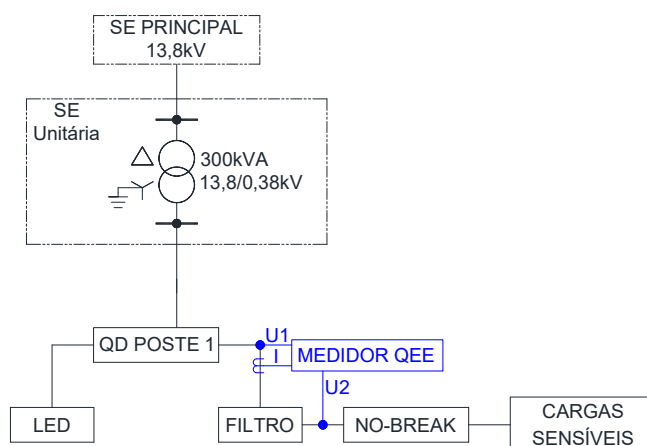 SE PRINCIPAL
13,8kV
SE
Unitária
300kVA
13,8/0,38kV
QD POSTE 1
U1
I
MEDIDOR QEE
U2
LED
FILTRO
NO-BREAK
CARGAS
SENSÍVEIS